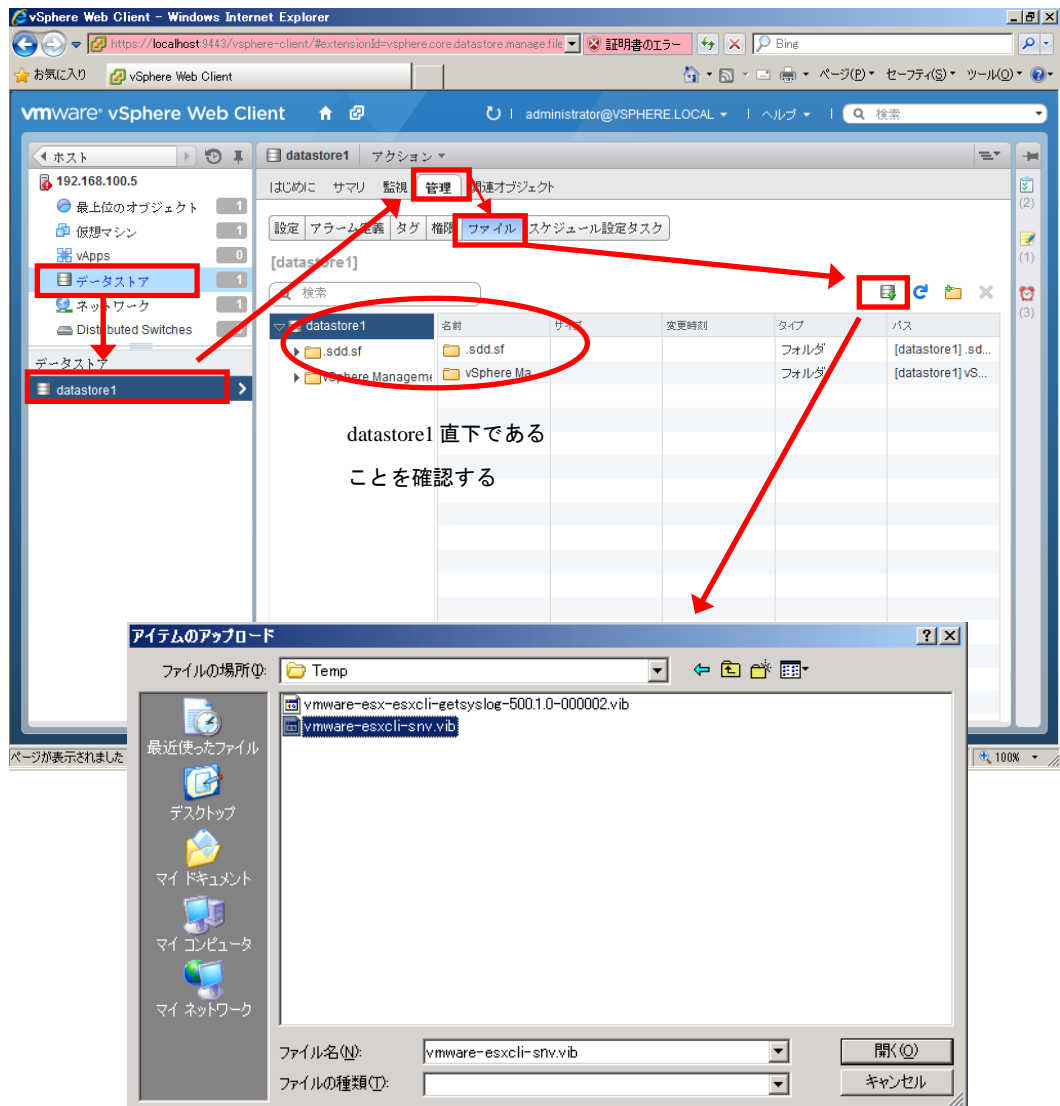 vSphere Web Client - Windows Internet Explorer
https://localhost:9443/vsphere-client/#extensionId=vsphere.core.datastore.manage.file
証明書のエラー
Bing
お気に入り
vSphere Web Client
ページ(P)
セーフティ(S)
ツール(O)
vmware® vSphere Web Client
administrator@VSPHERE.LOCAL
ヘルプ
検索
ホスト
datastore1
アクション
192.168.100.5
最上位のオブジェクト 1
仮想マシン 1
vApps 0
データストア 1
ネットワーク 1
Distributed Switches
データストア
datastore1
はじめに サマリ 監視 管理 関連オブジェクト
設定 アラーム定義 タグ 権限 ファイル スケジュール設定タスク
[datastore1]
検索
datastore1
.sdd.sf
vSphere Manageme
名前 サイズ 変更時刻 タイプ パス
.sdd.sf フォルダ [datastore1] .sd...
vSphere Ma... フォルダ [datastore1] vS...
(2)
(1)
(3)
datastore1 直下である
ことを確認する
アイテムのアップロード
ファイルの場所(I):
Temp
vmware-esx-esxcli-getsyslog-500.1.0-000002.vib
vmware-esxcli-snv.vib
最近使ったファイル
デスクトップ
マイ ドキュメント
マイ コンピュータ
マイ ネットワーク
ファイル名(N): vmware-esxcli-snv.vib 開く(O)
ファイルの種類(T): キャンセル
ページが表示されました
100%